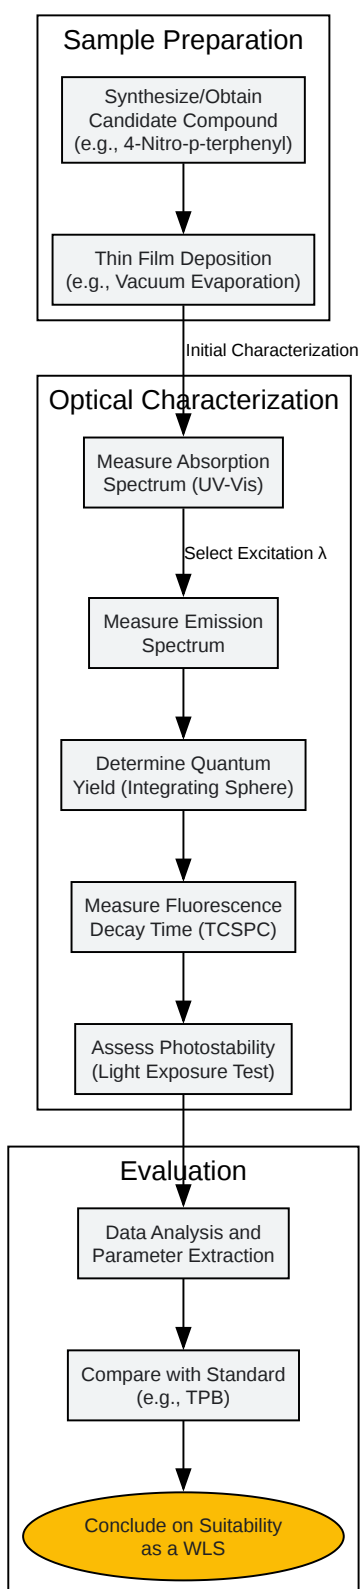 Sample Preparation
Synthesize/Obtain
Candidate Compound
(e.g., 4-Nitro-p-terphenyl)
Thin Film Deposition
(e.g., Vacuum Evaporation)
Initial Characterization
Optical Characterization
Measure Absorption
Spectrum (UV-Vis)
Select Excitation λ
Measure Emission
Spectrum
Determine Quantum
Yield (Integrating Sphere)
Measure Fluorescence
Decay Time (TCSPC)
Assess Photostability
(Light Exposure Test)
Evaluation
Data Analysis and
Parameter Extraction
Compare with Standard
(e.g., TPB)
Conclude on Suitability
as a WLS